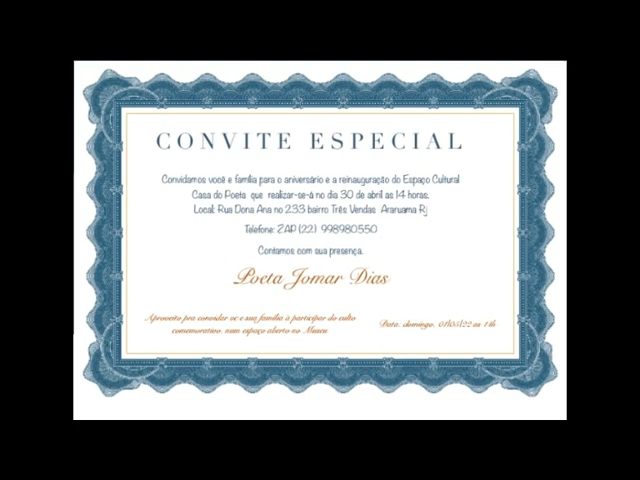 CONVITE ESPECIAL
Convidamos você e família para o aniversário e a reinauguração do Espaço Cultural
Casa do Poeta que realizar-se-á no dia 30 de abril as 14 horas.
Local: Rua Dona Ana no 233 bairro Três Vendas Araruama Rj
Telefone: ZAP (22) 998980550
Contamos com sua presença.
Poeta Jomar Dias
Aproveito pra convidar vc e sua família à participar do culto
comemorativo, num espaço aberto no Museu.
Data, domingo, 01/05/22 as 14h